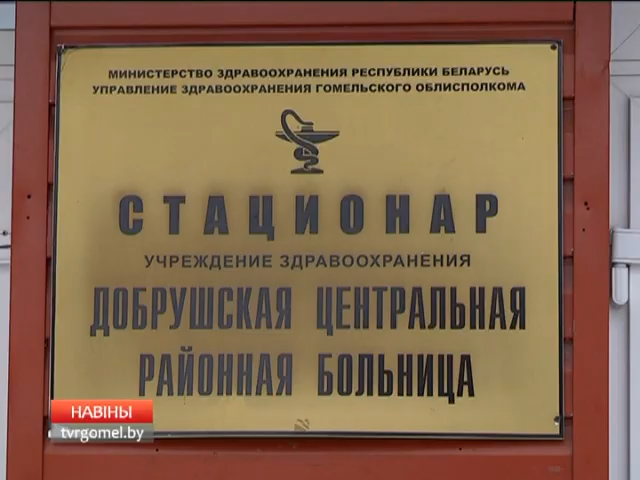 МИНИСТЕРСТВО ЗДРАВООХРАНЕНИЯ РЕСПУБЛИКИ БЕЛАРУСЬ
УПРАВЛЕНИЕ ЗДРАВООХРАНЕНИЯ ГОМЕЛЬСКОГО ОБЛИСПОЛКОМА
СТАЦИОНАР
УЧРЕЖДЕНИЕ ЗДРАВООХРАНЕНИЯ
ДОБРУШСКАЯ ЦЕНТРАЛЬНАЯ
РАЙОННАЯ БОЛЬНИЦА
НАВІНЫ
tvrgomel.by